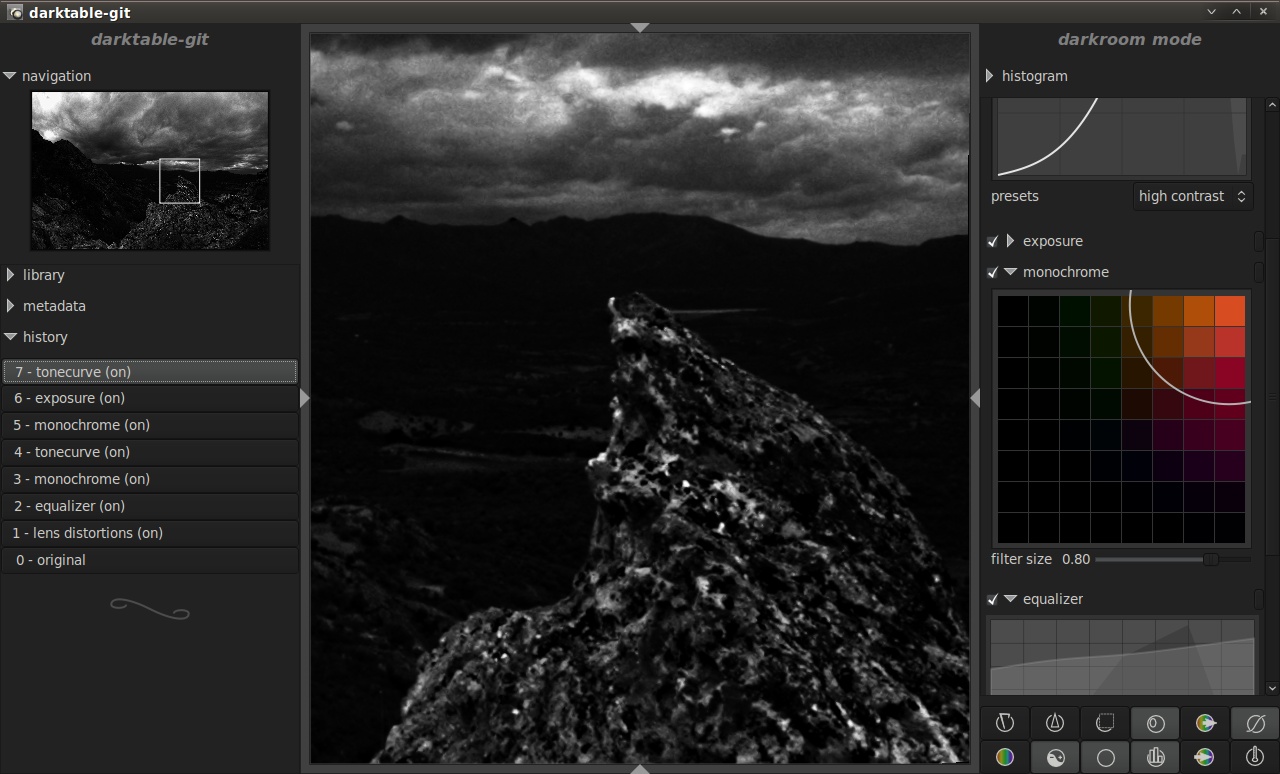 darktable-git
darktable-git
navigation
library
metadata
history
7 - tonecurve (on)
6 - exposure (on)
5 - monochrome (on)
4 - tonecurve (on)
3 - monochrome (on)
2 - equalizer (on)
1 - lens distortions (on)
0 - original
darkroom mode
histogram
presets high contrast
exposure
monochrome
filter size 0.80
equalizer